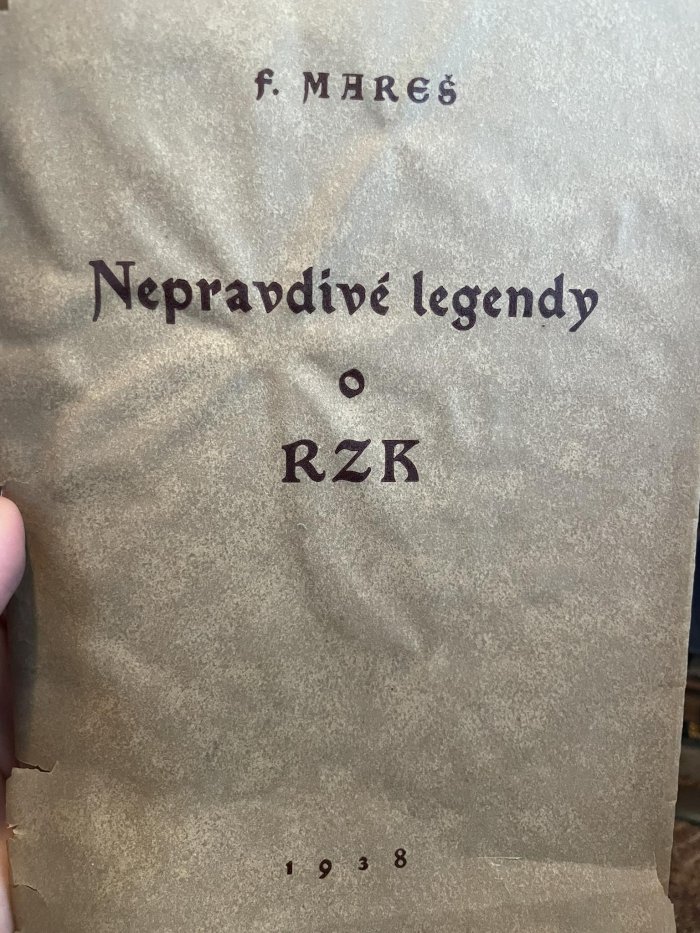 F. MAREŠ
Nepravdivé legendy
o
RZK
1938